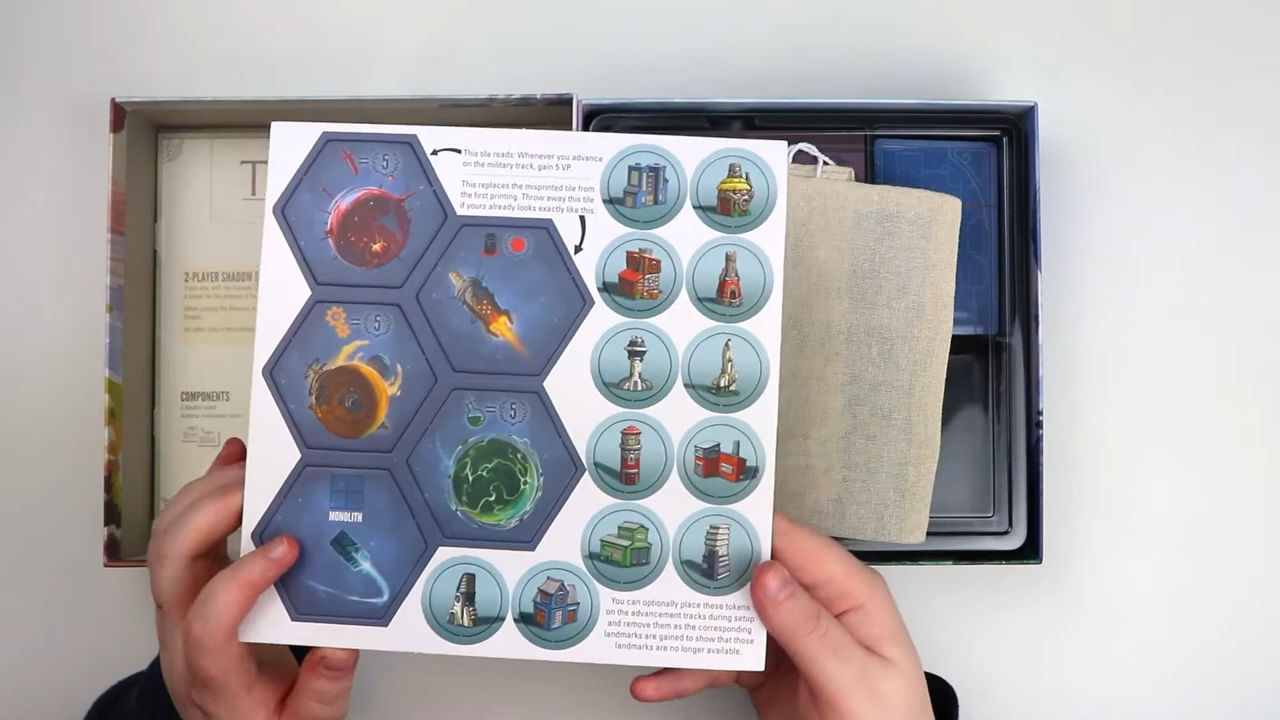 = 5
This tile reads: Whenever you advance
on the military track, gain 5 VP.
This replaces the misprinted tile from
the first printing. Throw away this tile
if yours already looks exactly like this.
= 5
= 5
MONOLITH
You can optionally place these tokens
on the advancement tracks during setup
and remove them as the corresponding
landmarks are gained to show that those
landmarks are no longer available.
T
2-PLAYER SHADOW
COMPONENTS